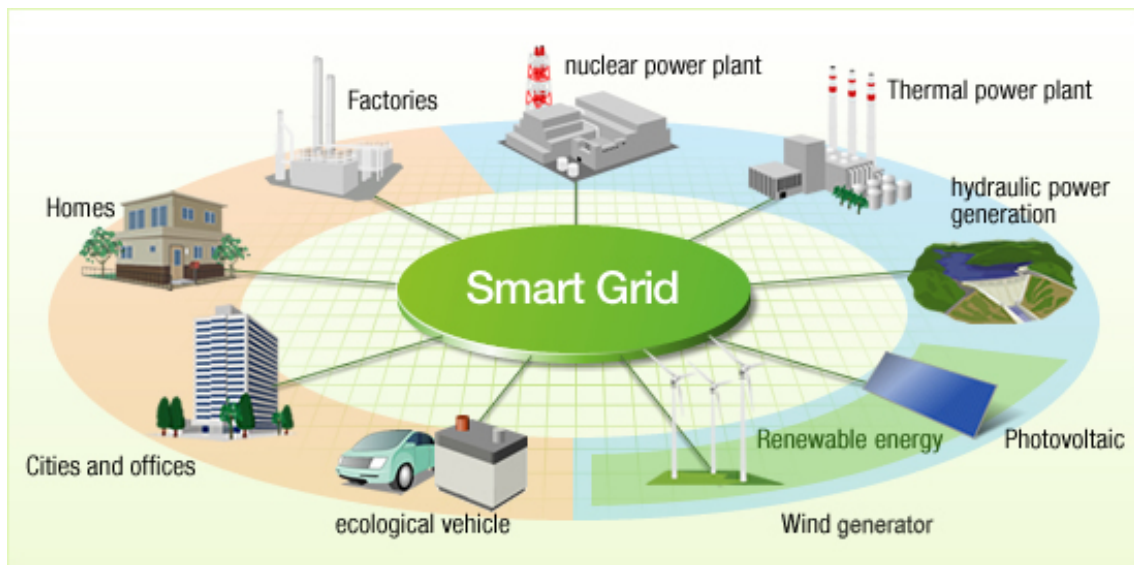 nuclear power plant
Factories
Thermal power plant
Homes
hydraulic power
generation
Smart Grid
Renewable energy
Photovoltaic
Cities and offices
ecological vehicle
Wind generator